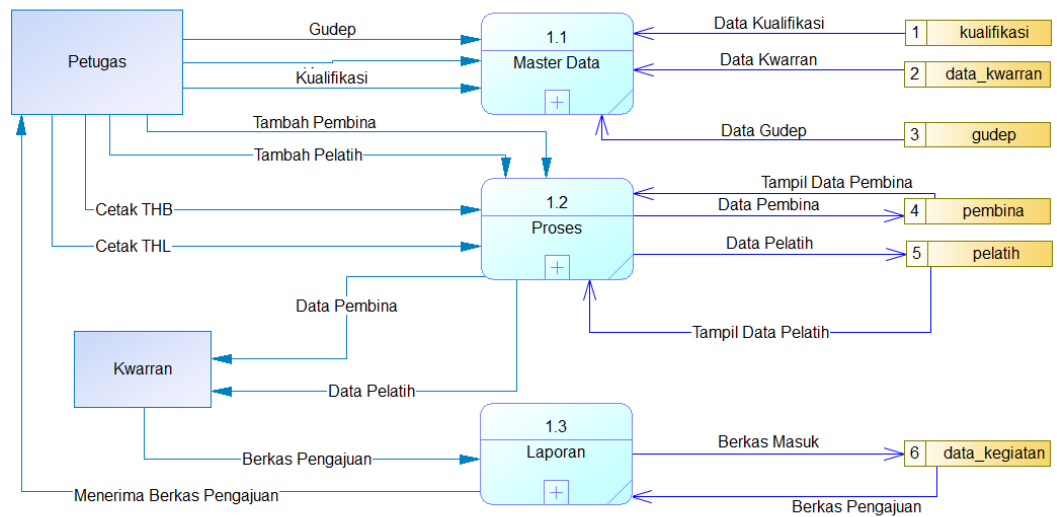 Petugas
Gudep
Kualifikasi
1.1
Master Data
Data Kualifikasi
1 kualifikasi
Data Kwarran
2 data_kwarran
Data Gudep
3 gudep
Tambah Pembina
Tambah Pelatih
Cetak THB
Cetak THL
1.2
Proses
Tampil Data Pembina
Data Pembina
4 pembina
Data Pelatih
5 pelatih
Tampil Data Pelatih
Data Pembina
Kwarran
Data Pelatih
1.3
Laporan
Berkas Pengajuan
Menerima Berkas Pengajuan
Berkas Masuk
6 data_kegiatan
Berkas Pengajuan